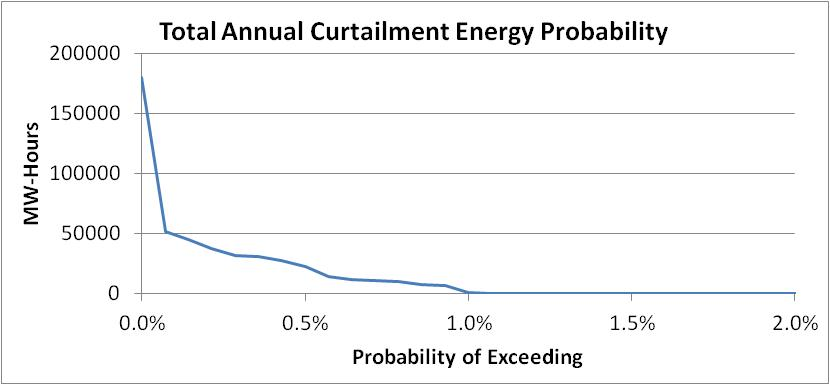 Total Annual Curtailment Energy Probability
200000
150000
100000
50000
0
MW-Hours
0.0% 0.5% 1.0% 1.5% 2.0%
Probability of Exceeding